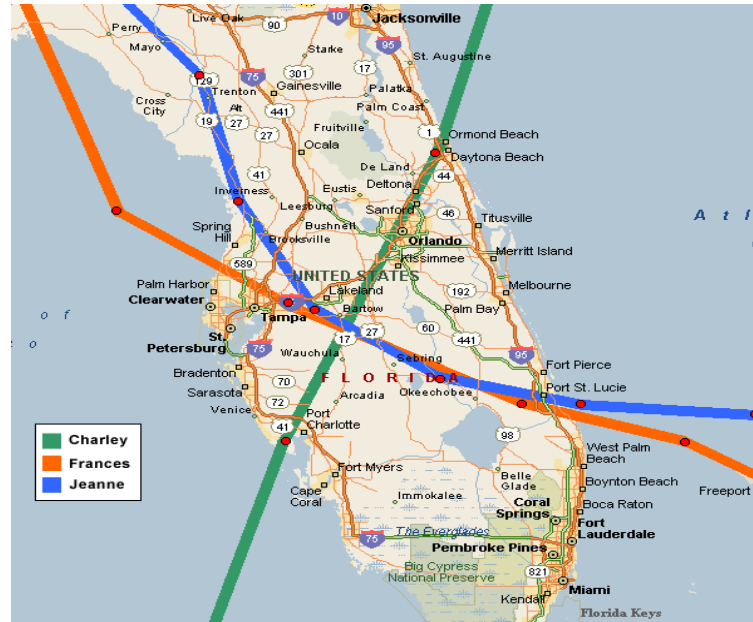 Perry
Live Oak
90
10
Jacksonville
Mayo
Starke
95
129
75
301
17
St. Augustine
Trenton
Gainesville
Cross
City
Alt
441
Palatka
Palm Coast
19
27
27
Fruitville
1
Ormond Beach
Ocala
Daytona Beach
41
De Land
44
Inverness
Eustis
Deltona
Leesburg
Sanford
46
A t l
Spring
Hill
Bushnell
Titusville
Brooksville
Orlando
589
Kissimmee
Merritt Island
UNITED STATES
Palm Harbor
Lakeland
192
Melbourne
Clearwater
Bartow
Palm Bay
o f
Tampa
27
60
St.
Petersburg
17
441
o
75
Wauchula
Sebring
95
Fort Pierce
Bradenton
70
F L O R I D A
Port St. Lucie
Sarasota
72
Arcadia
Okeechobee
Venice
41
Port
Charlotte
98
West Palm
Beach
Charley
Frances
Jeanne
Fort Myers
Belle
Glade
Boynton Beach
Freeport
Cape
Coral
Immokalee
Coral
Springs
Boca Raton
75
The Everglades
Fort
Lauderdale
Pembroke Pines
Big Cypress
National Preserve
821
Miami
Kendall
Florida Keys